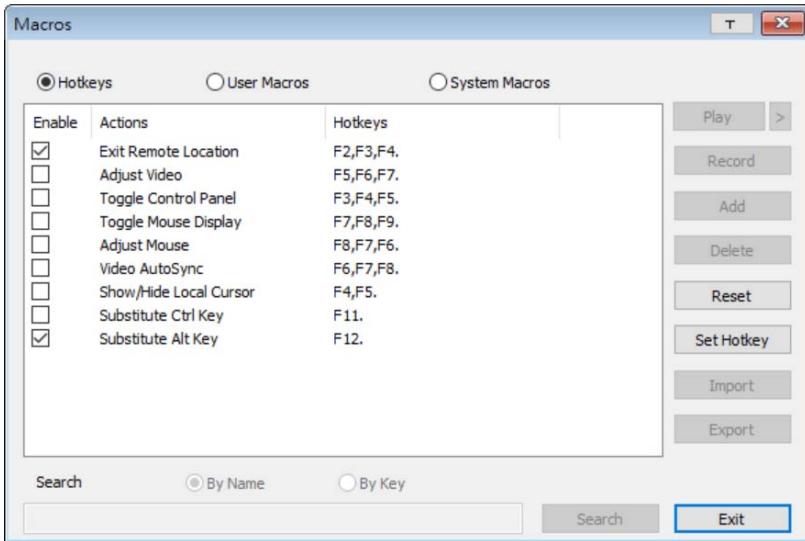 Macros
T
Hotkeys User Macros System Macros
Enable Actions Hotkeys
Exit Remote Location F2,F3,F4.
Adjust Video F5,F6,F7.
Toggle Control Panel F3,F4,F5.
Toggle Mouse Display F7,F8,F9.
Adjust Mouse F8,F7,F6.
Video AutoSync F6,F7,F8.
Show/Hide Local Cursor F4,F5.
Substitute Ctrl Key F11.
Substitute Alt Key F12.
Play >
Record
Add
Delete
Reset
Set Hotkey
Import
Export
Search By Name By Key
Search Exit